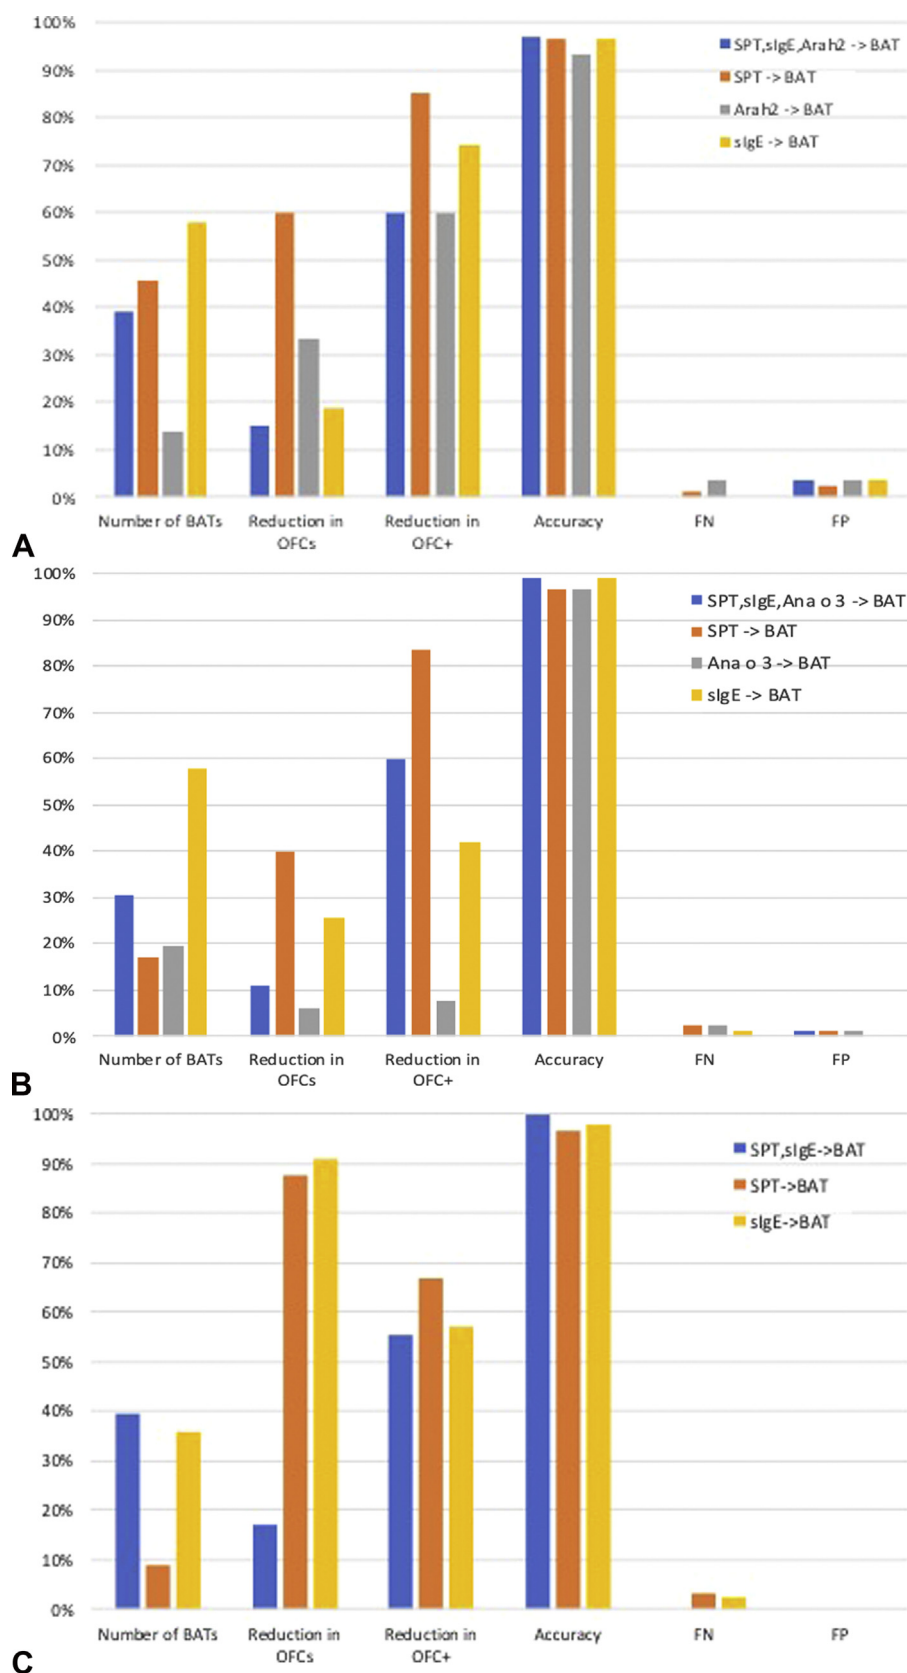 100%
90%
80%
70%
60%
50%
40%
30%
20%
10%
0%
SPT,sIgE,Arah2 -> BAT
SPT -> BAT
Arah2 -> BAT
sIgE -> BAT
Number of BATs
Reduction in
OFCs
Reduction in
OFC+
Accuracy
FN
FP
A
100%
90%
80%
70%
60%
50%
40%
30%
20%
10%
0%
SPT,sIgE,Ana o 3 -> BAT
SPT -> BAT
Ana o 3 -> BAT
sIgE -> BAT
Number of BATs
Reduction in
OFCs
Reduction in
OFC+
Accuracy
FN
FP
B
100%
90%
80%
70%
60%
50%
40%
30%
20%
10%
0%
SPT,sIgE->BAT
SPT->BAT
sIgE->BAT
Number of BATs
Reduction in
OFCs
Reduction in
OFC+
Accuracy
FN
FP
C